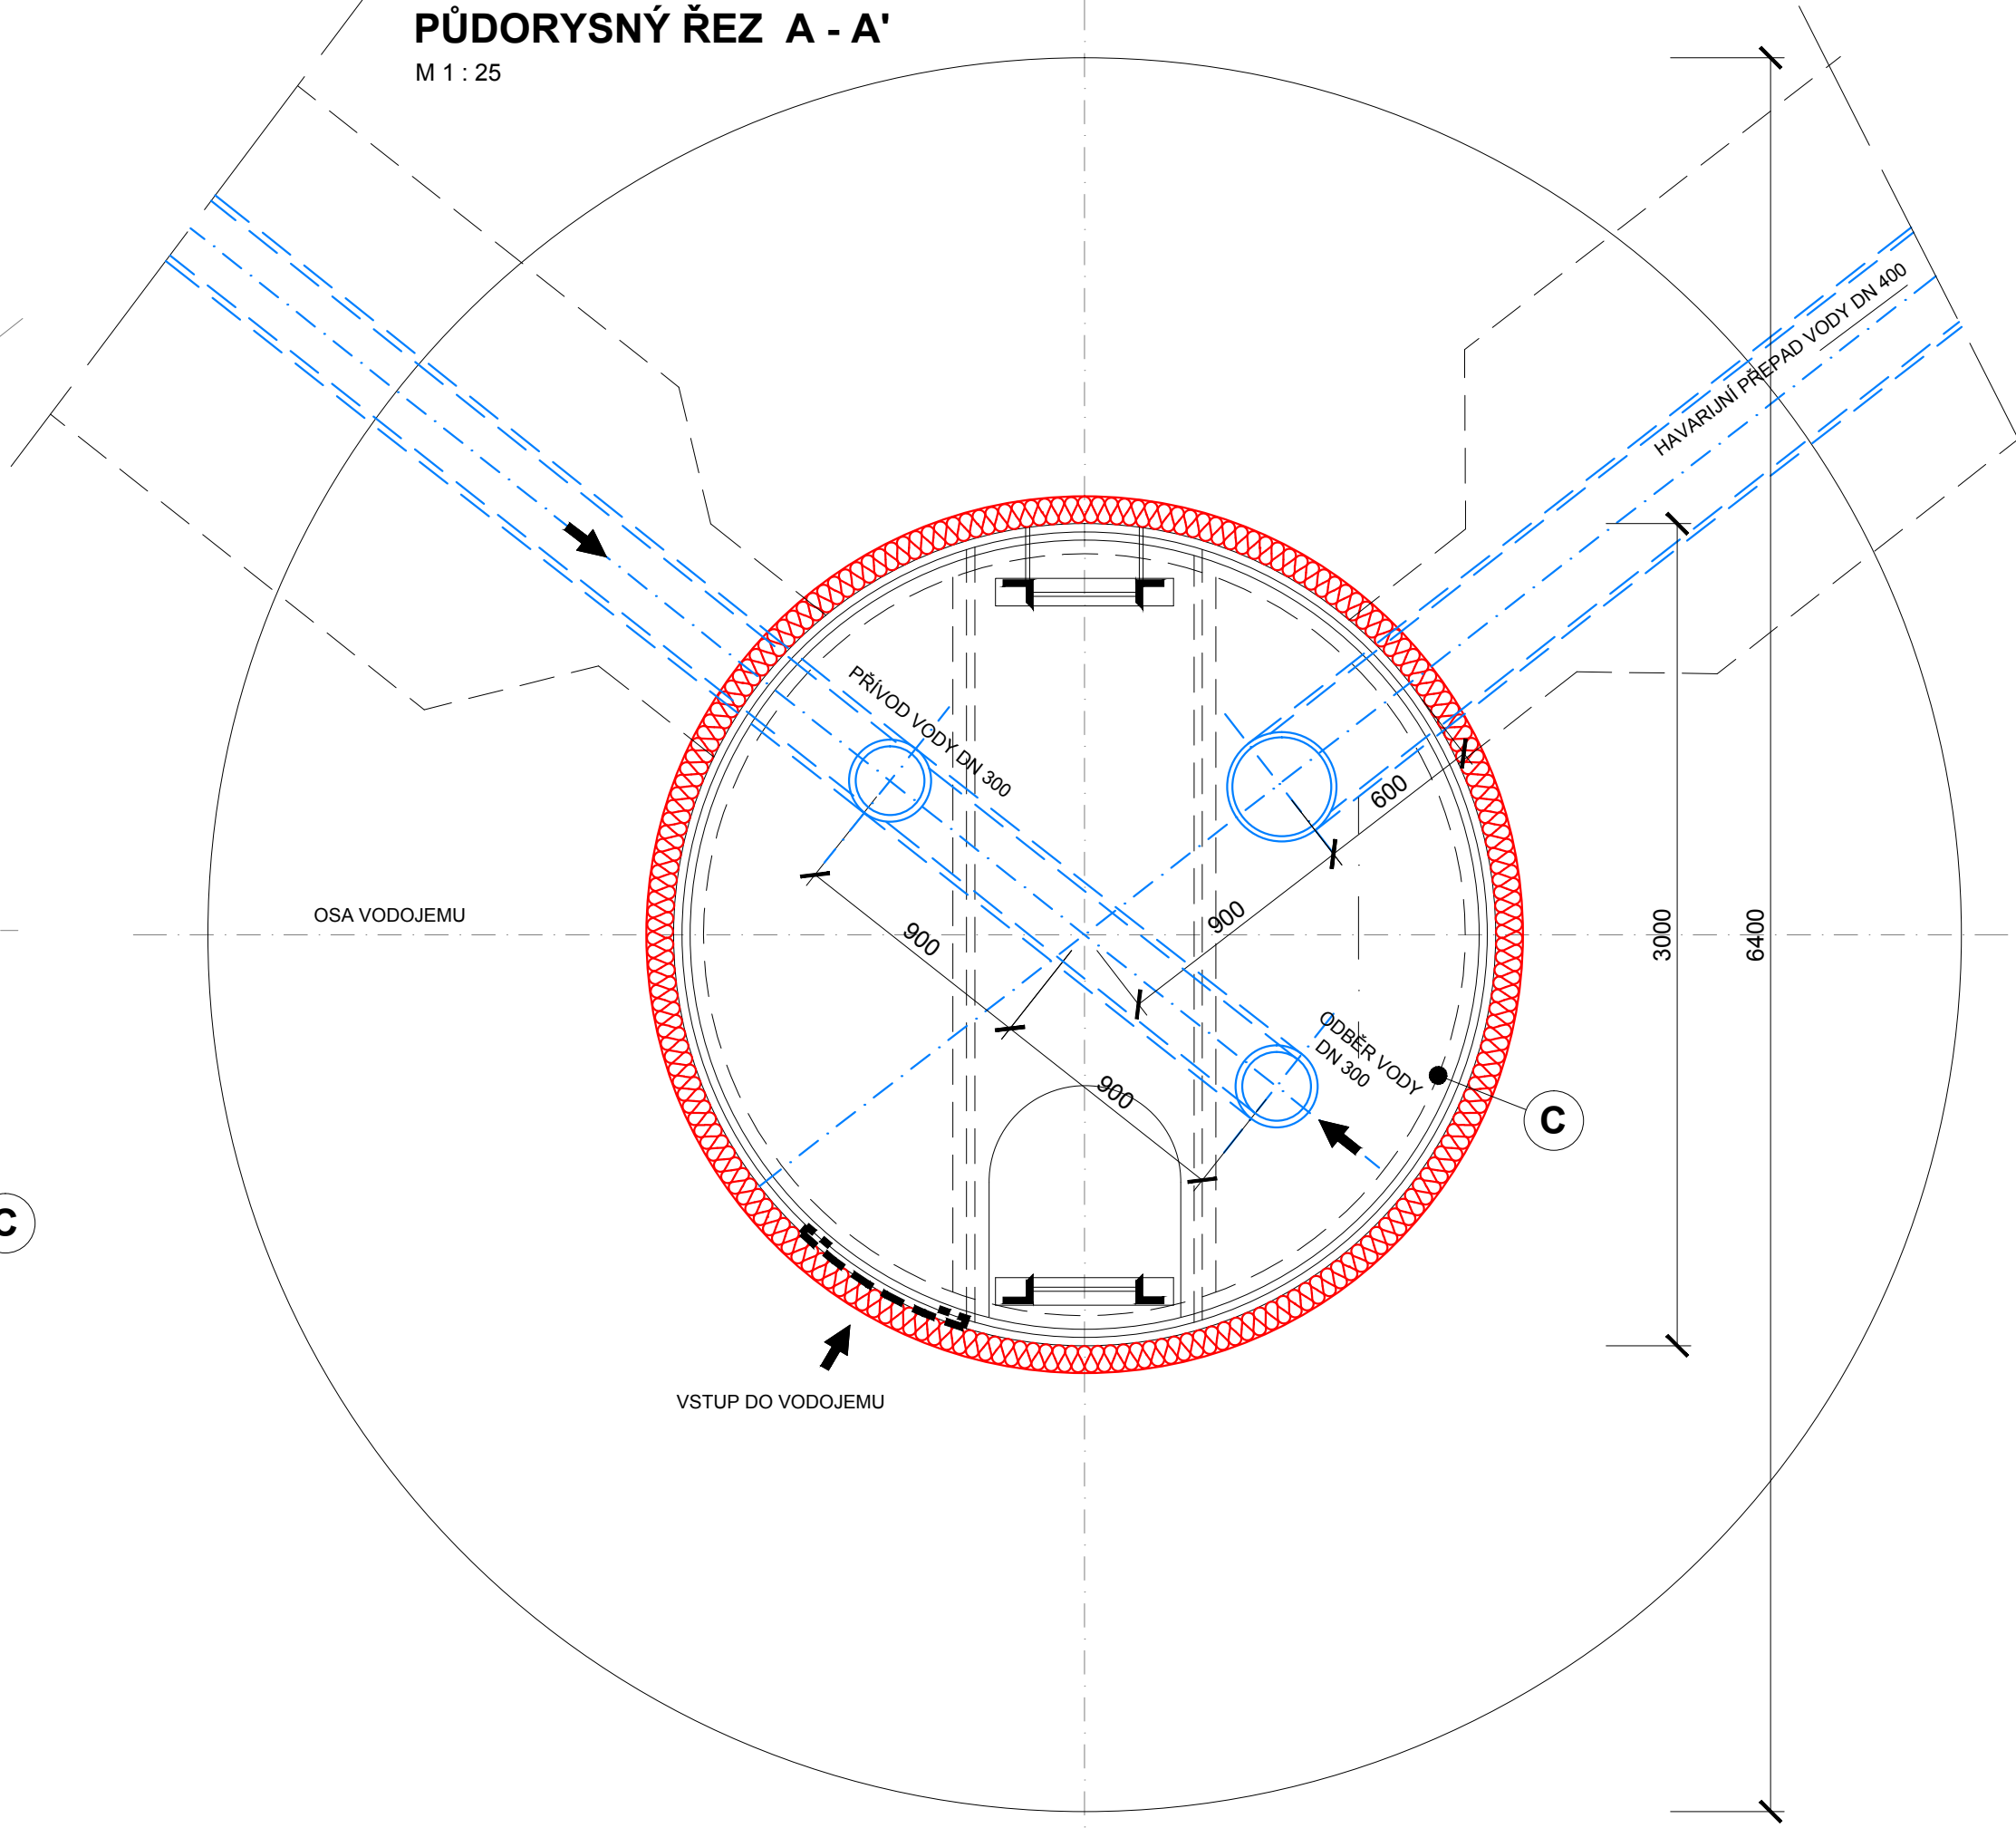 PŮDORYSNÝ ŘEZ A - A'
M 1 : 25
HAVARIJNÍ PŘEPAD VODY DN 400
PŘÍVOD VODY DN 300
600
900
900
OSA VODOJEMU
3000
6400
ODBĚR VODY
DN 300
900
C
C
VSTUP DO VODOJEMU